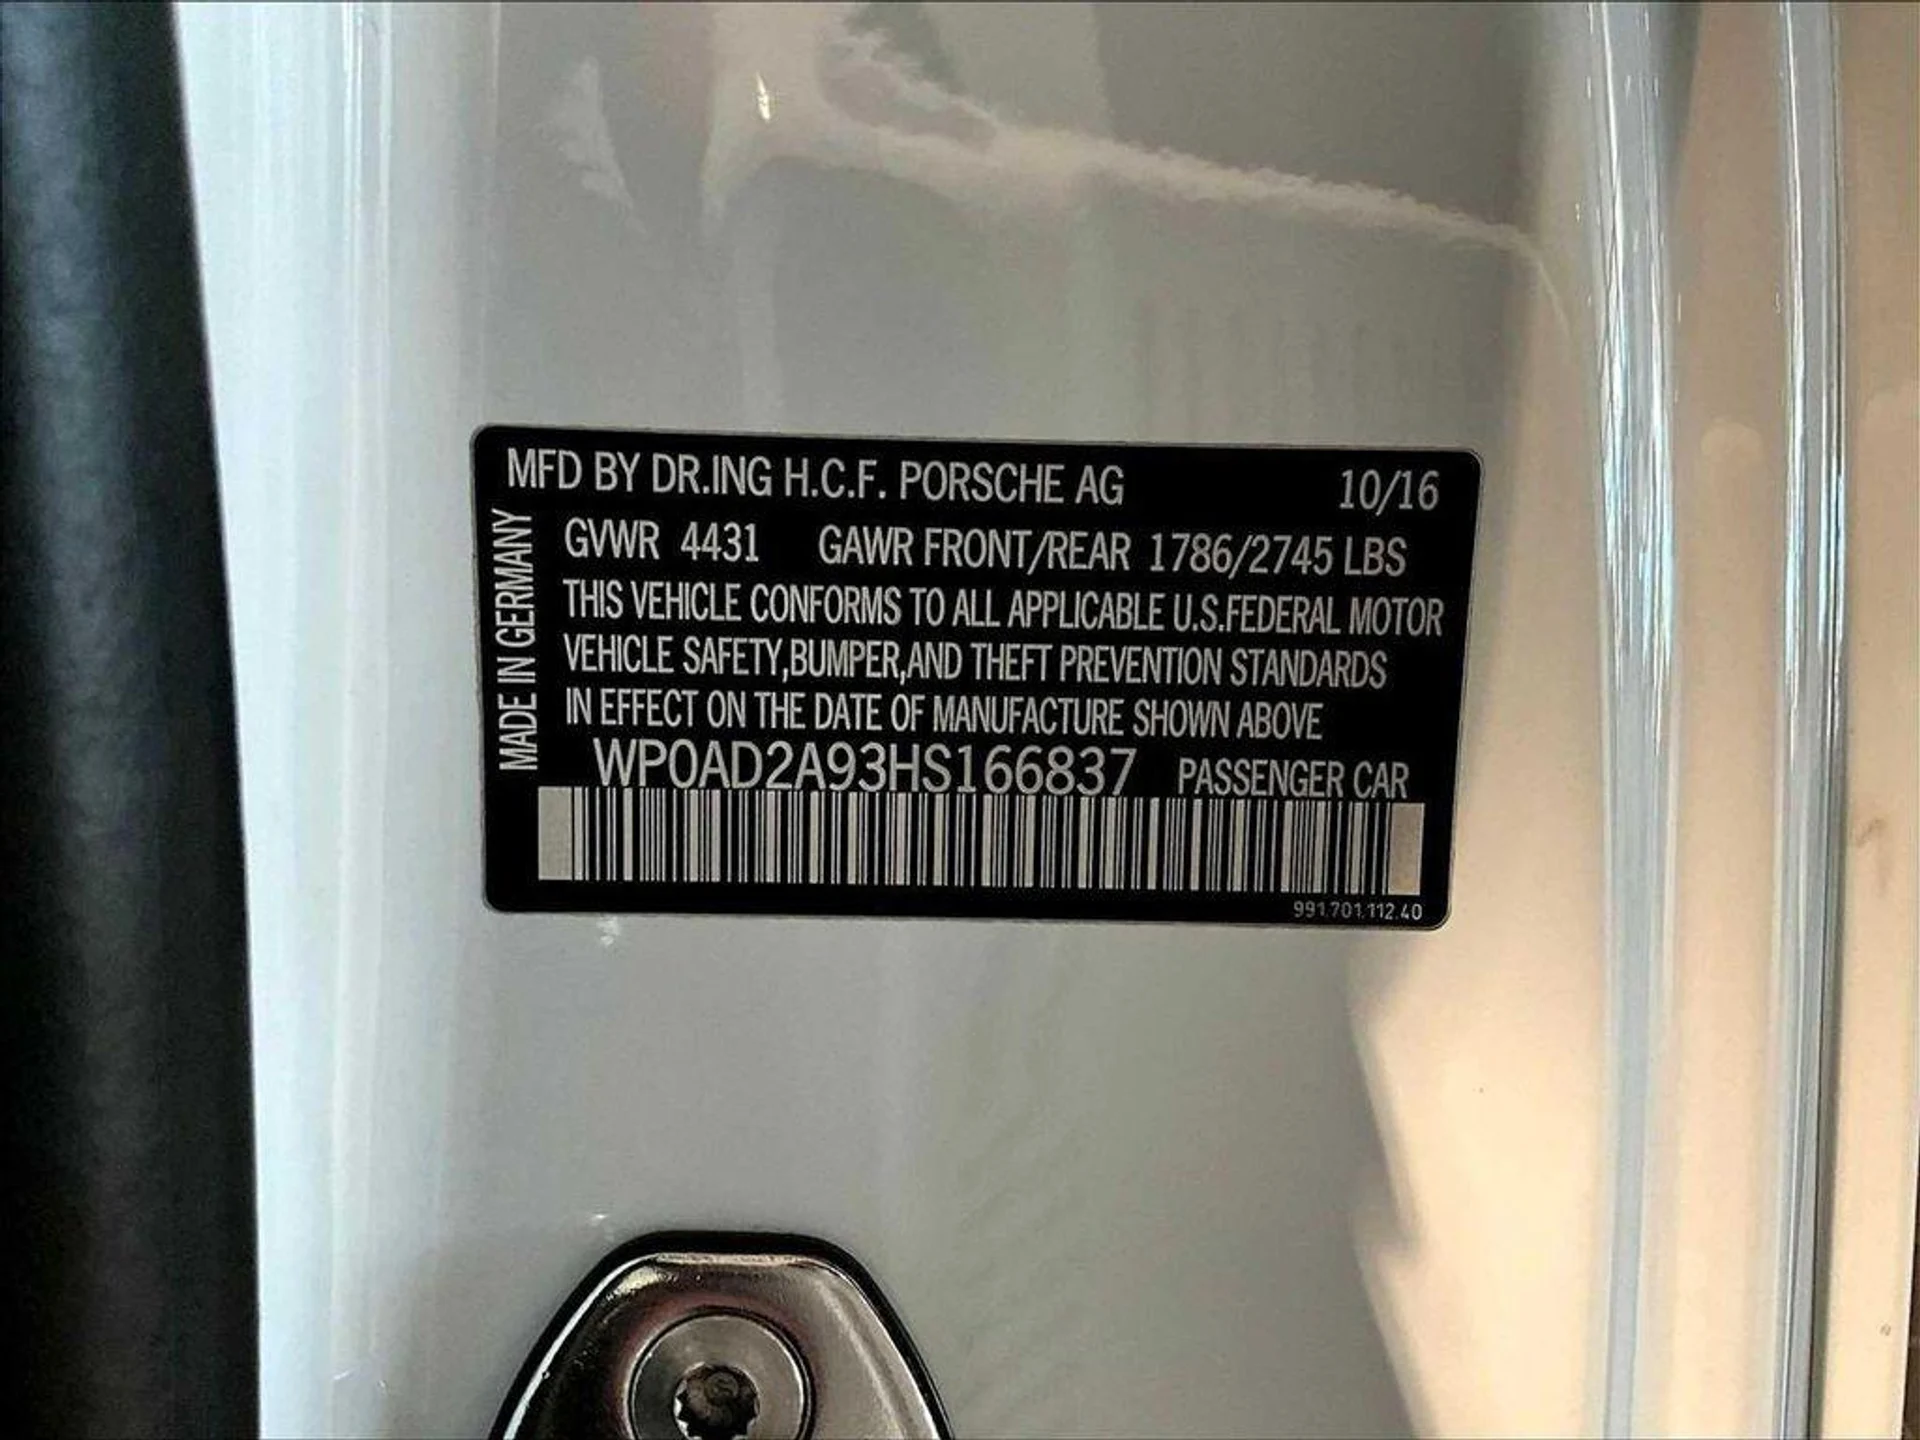 MFD BY DR.ING H.C.F. PORSCHE AG 10/16
GVWR 4431 GAWR FRONT/REAR 1786/2745 LBS
THIS VEHICLE CONFORMS TO ALL APPLICABLE U.S.FEDERAL MOTOR
VEHICLE SAFETY,BUMPER,AND THEFT PREVENTION STANDARDS
IN EFFECT ON THE DATE OF MANUFACTURE SHOWN ABOVE
WP0AD2A93HS166837 PASSENGER CAR
MADE IN GERMANY
991.701.112.40